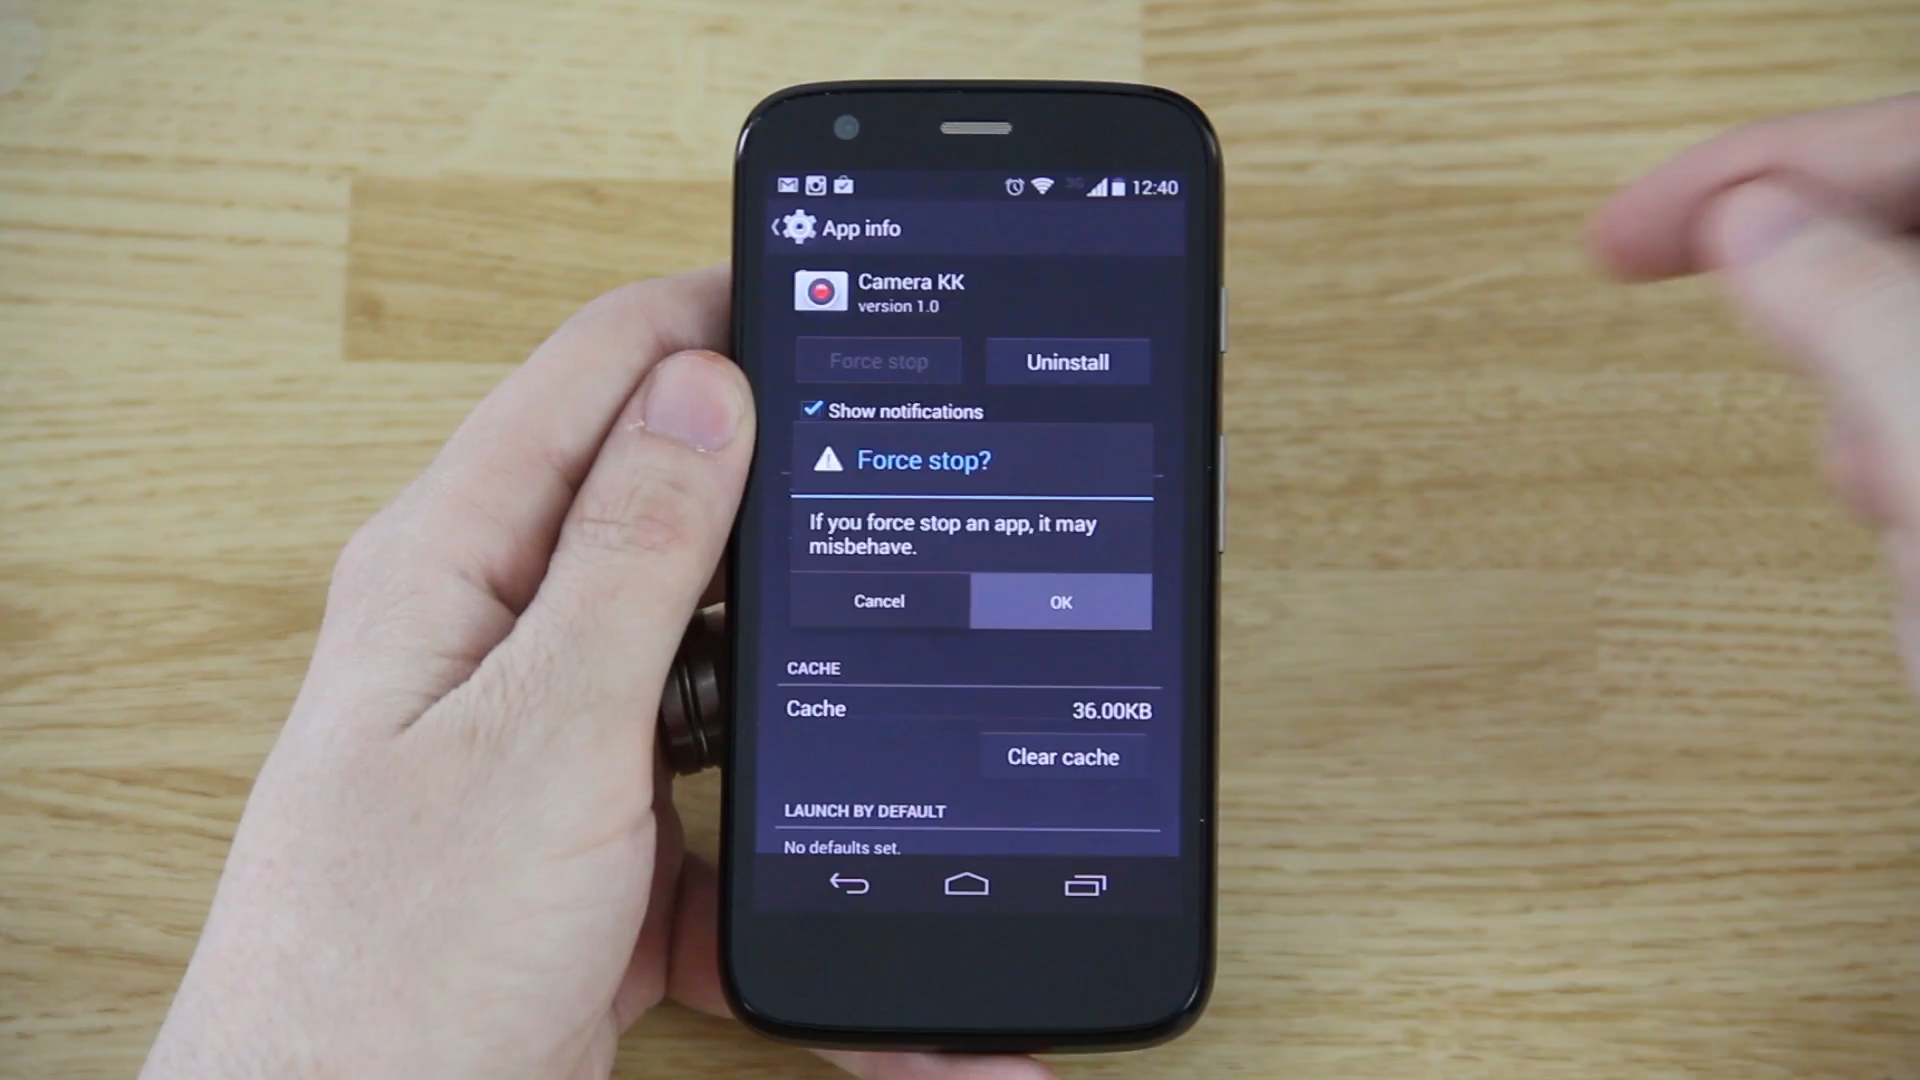 3G 12:40
App info
Camera KK
version 1.0
Force stop
Uninstall
Show notifications
Force stop?
If you force stop an app, it may
misbehave.
Cancel
OK
CACHE
Cache
36.00KB
Clear cache
LAUNCH BY DEFAULT
No defaults set.